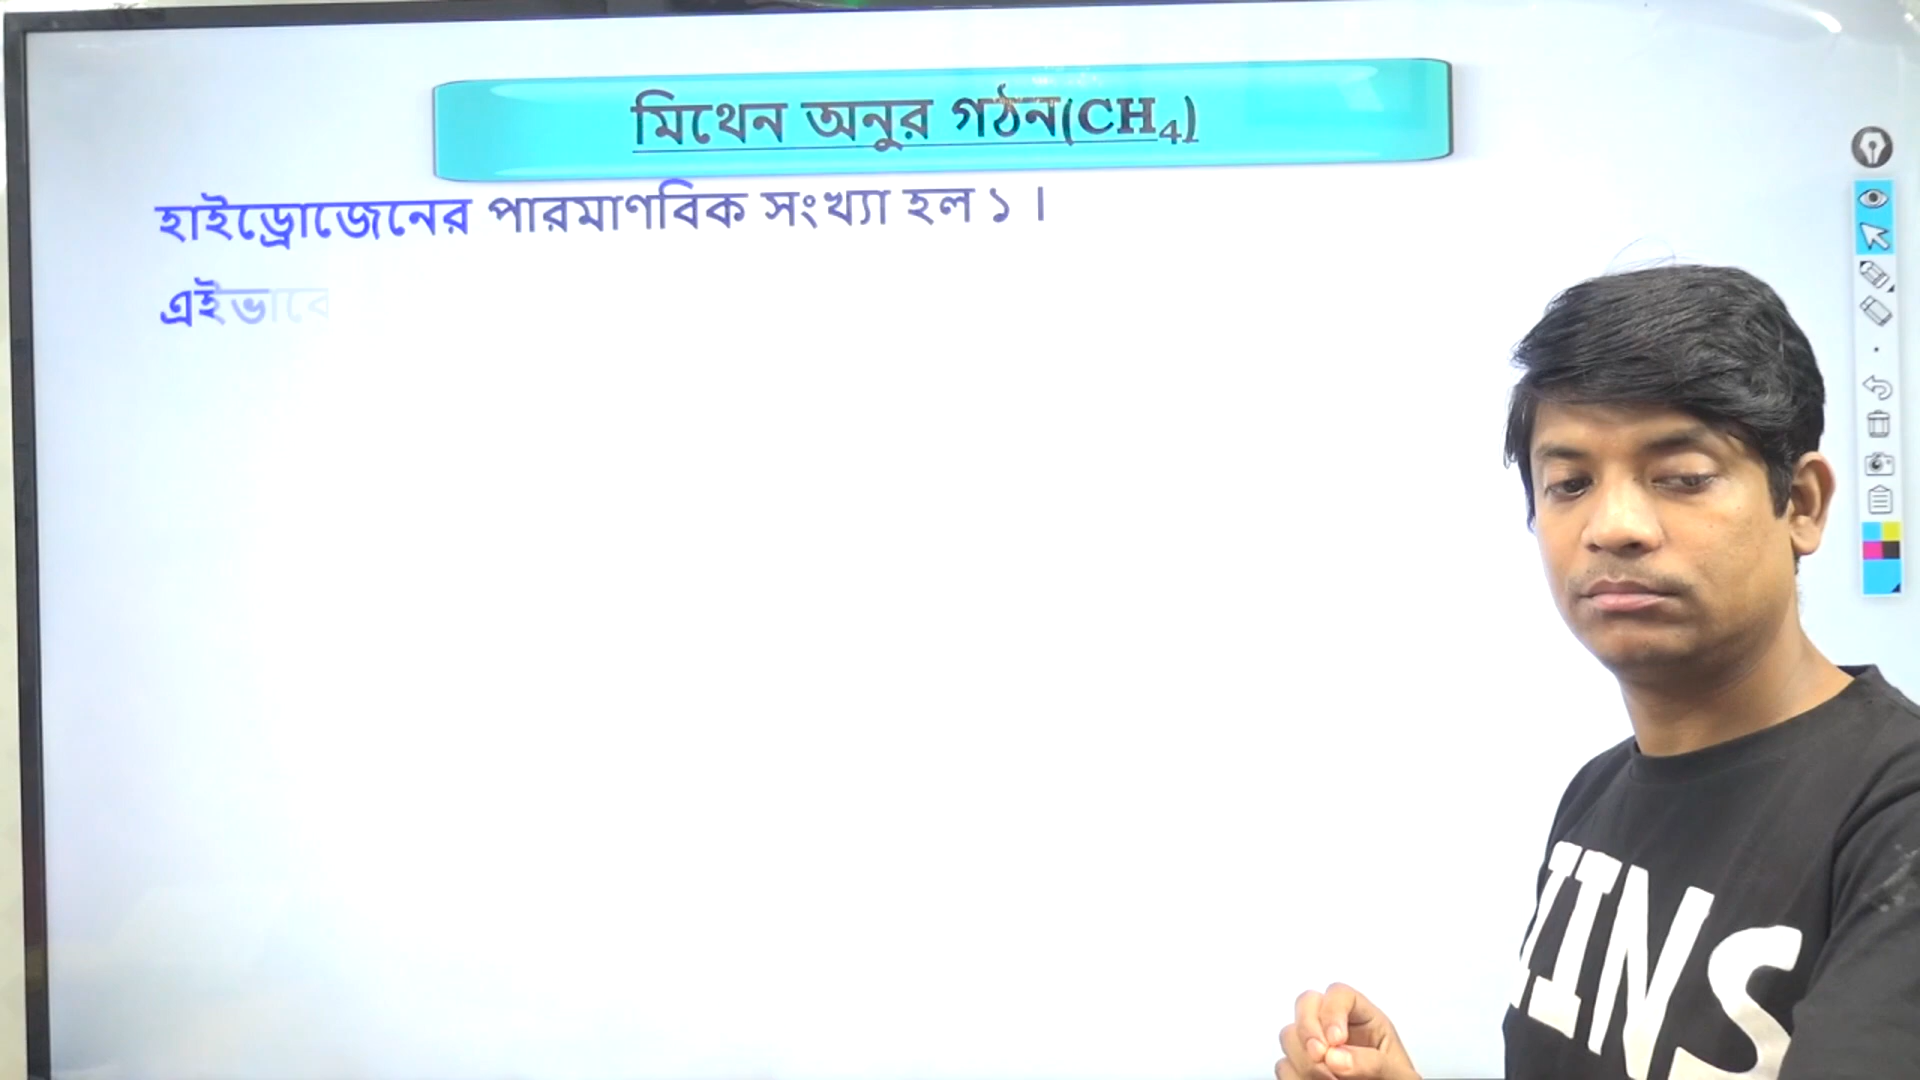 মিথেন অনুর গঠন(CH₄)
হাইড্রোজেনের পারমাণবিক সংখ্যা হল ১ ।
এইভাবে